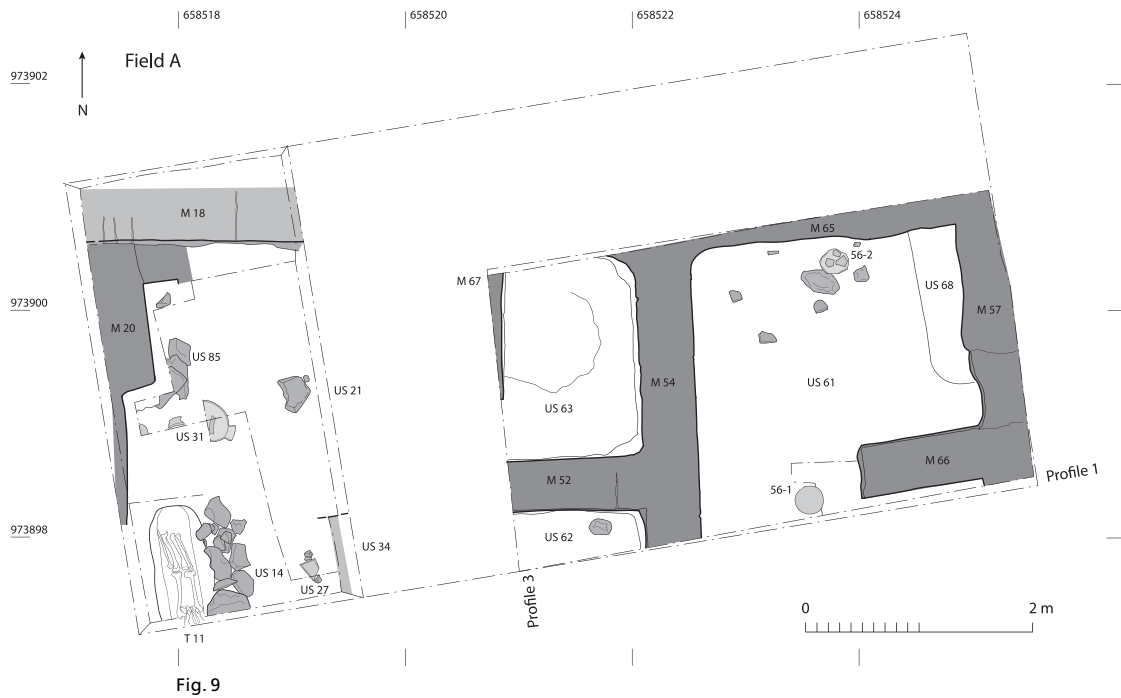 658518
658520
658522
658524
Field A
973902
N
M 18
M 65
56-2
M 67
US 68
973900
M 57
M 20
US 85
M 54
US 61
US 21
US 63
US 31
M 66
M 52
Profile 1
56-1
973898
US 62
US 34
US 14
US 27
Profile 3
0
2 m
T 11
Fig. 9